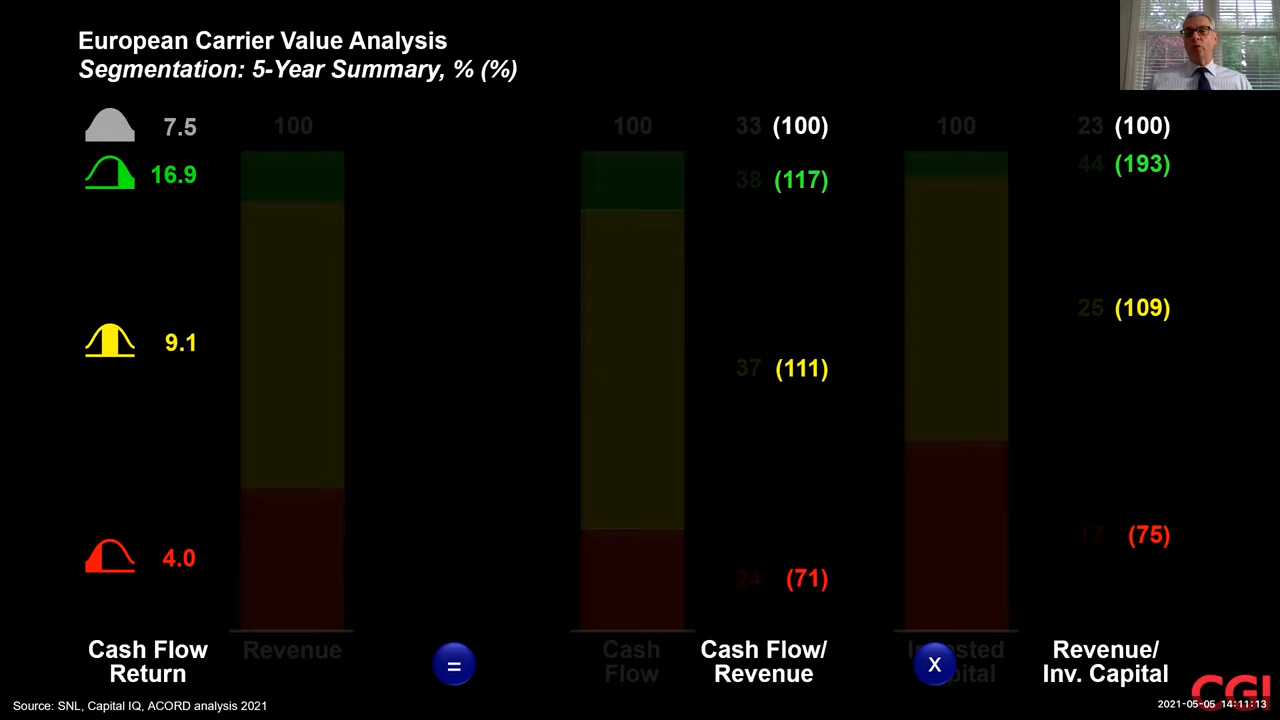 European Carrier Value Analysis
Segmentation: 5-Year Summary, % (%)
7.5 100 100 33 (100) 100 23 (100)
16.9 38 (117) 44 (193)
9.1 37 (111) 25 (109)
4.0 24 (71) 17 (75)
Cash Flow Return
Revenue
=
Cash Flow
Cash Flow/ Revenue
X
Revenue/ Inv. Capital
CGI
Source: SNL, Capital IQ, ACORD analysis 2021
2021-05-05 14:11:13